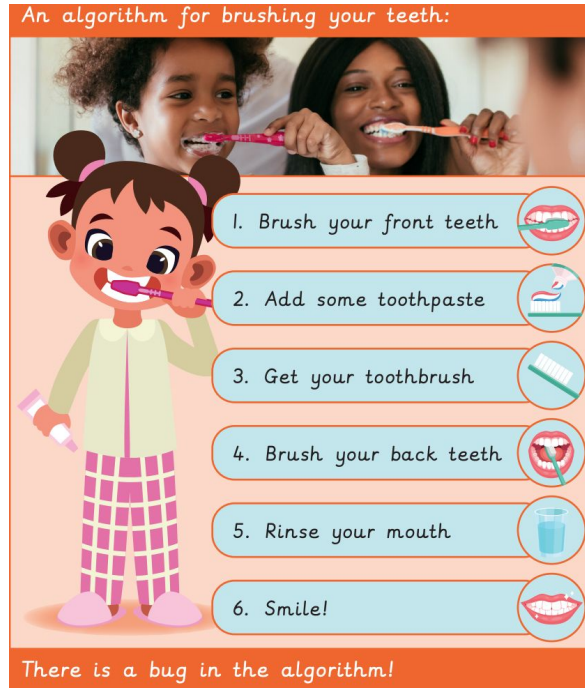 An algorithm for brushing your teeth:
1. Brush your front teeth
2. Add some toothpaste
3. Get your toothbrush
4. Brush your back teeth
5. Rinse your mouth
6. Smile!
There is a bug in the algorithm!